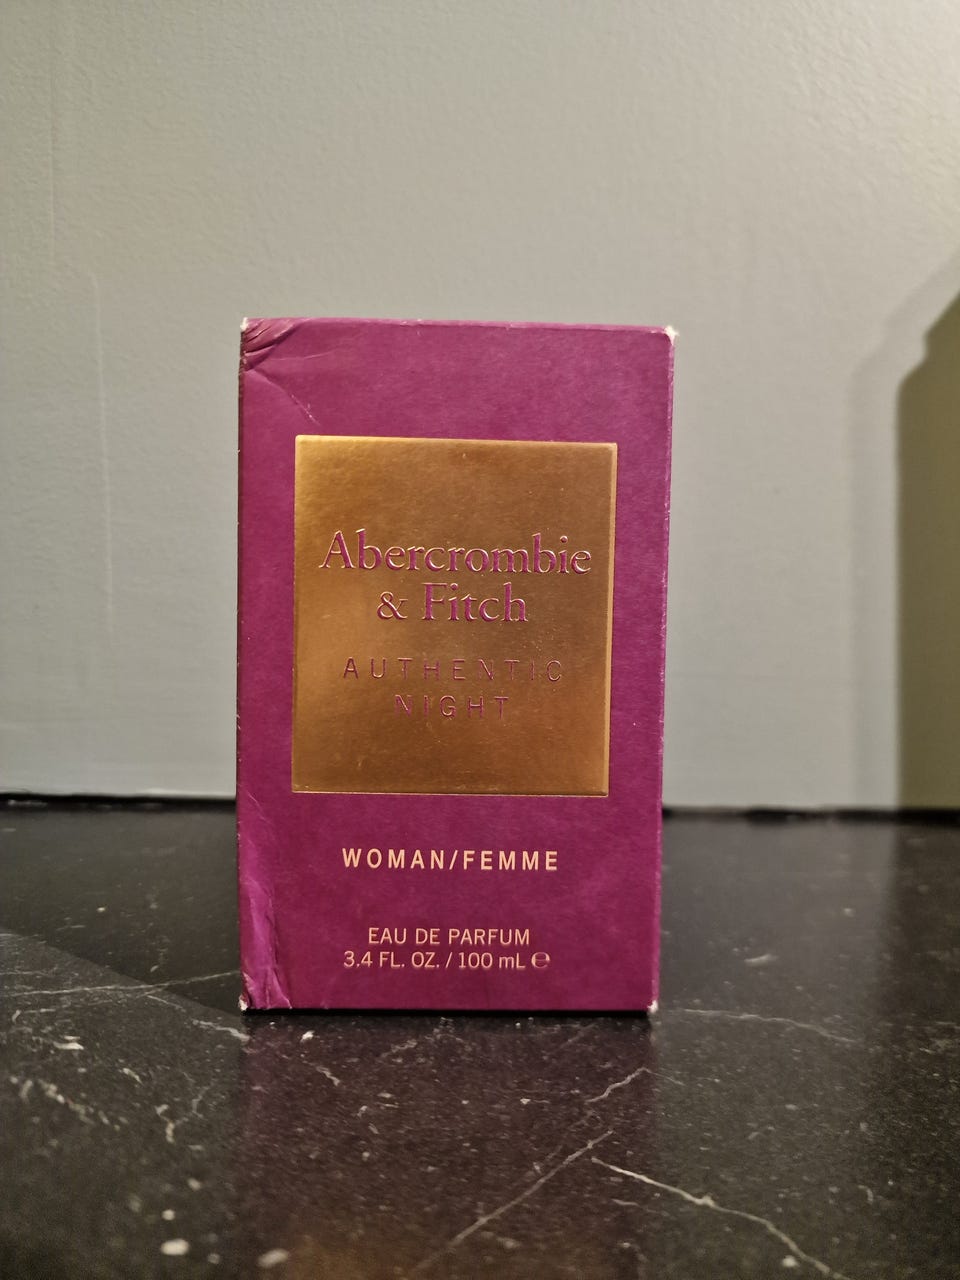 Abercrombie
& Fitch
AUTHENTIC
NIGHT
WOMAN/FEMME
EAU DE PARFUM
3.4 FL. OZ. / 100 mL ℮